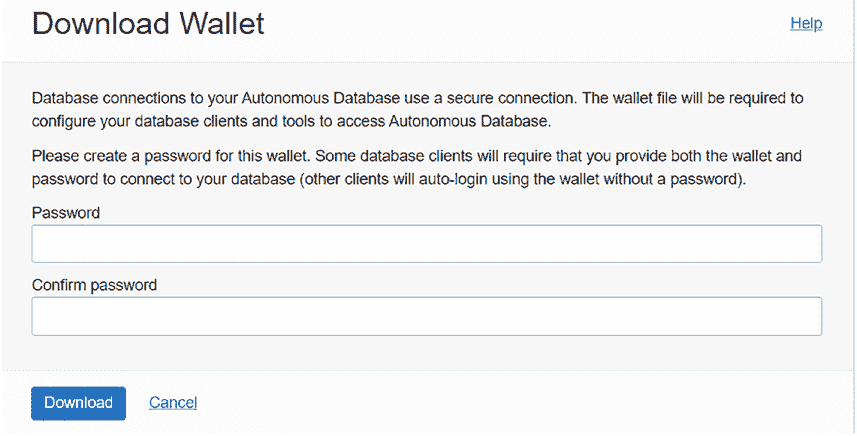 Download Wallet
Help
Database connections to your Autonomous Database use a secure connection. The wallet file will be required to
configure your database clients and tools to access Autonomous Database.
Please create a password for this wallet. Some database clients will require that you provide both the wallet and
password to connect to your database (other clients will auto-login using the wallet without a password).
Password
Confirm password
Download
Cancel